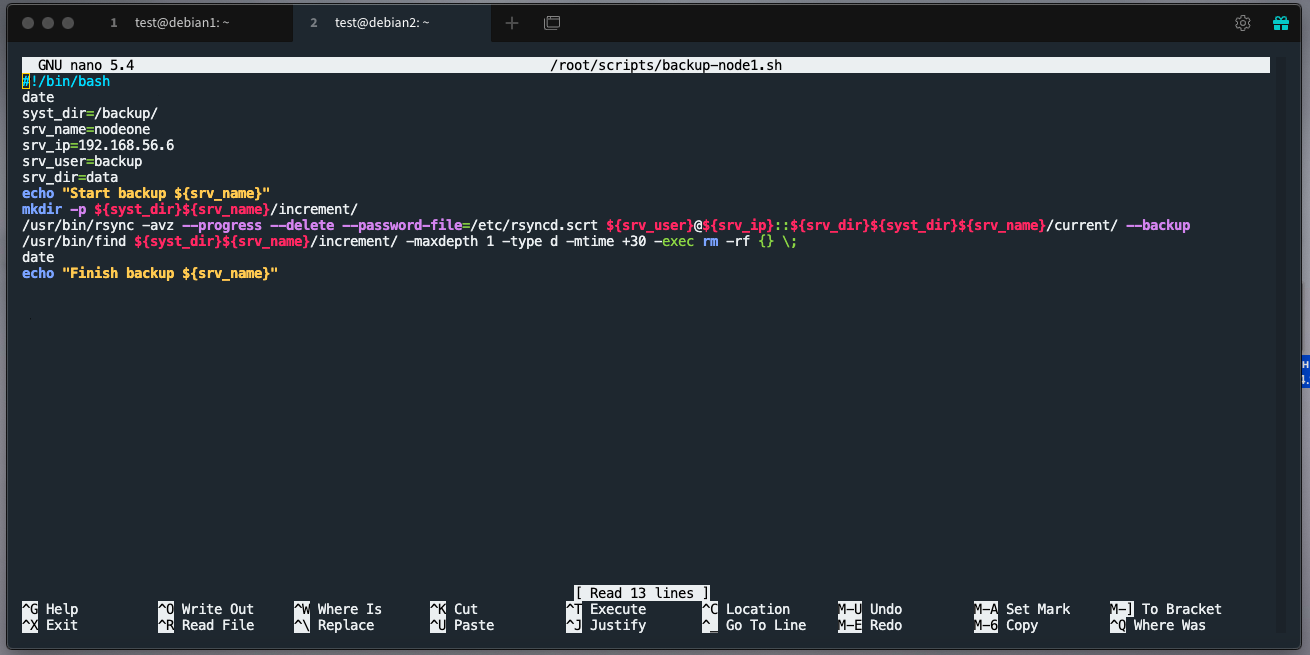 1 test@debian1: ~ 2 test@debian2: ~
GNU nano 5.4 /root/scripts/backup-node1.sh
#!/bin/bash
date
syst_dir=/backup/
srv_name=nodeone
srv_ip=192.168.56.6
srv_user=backup
srv_dir=data
echo "Start backup ${srv_name}"
mkdir -p ${syst_dir}${srv_name}/increment/
/usr/bin/rsync -avz --progress --delete --password-file=/etc/rsyncd.scrt ${srv_user}@${srv_ip}::${srv_dir}${syst_dir}${srv_name}/current/ --backup
/usr/bin/find ${syst_dir}${srv_name}/increment/ -maxdepth 1 -type d -mtime +30 -exec rm -rf {} \;
date
echo "Finish backup ${srv_name}"
[ Read 13 lines ]
^G Help ^O Write Out ^W Where Is ^K Cut ^T Execute ^C Location M-U Undo M-A Set Mark M-] To Bracket
^X Exit ^R Read File ^\ Replace ^U Paste ^J Justify ^_ Go To Line M-E Redo M-6 Copy ^Q Where Was